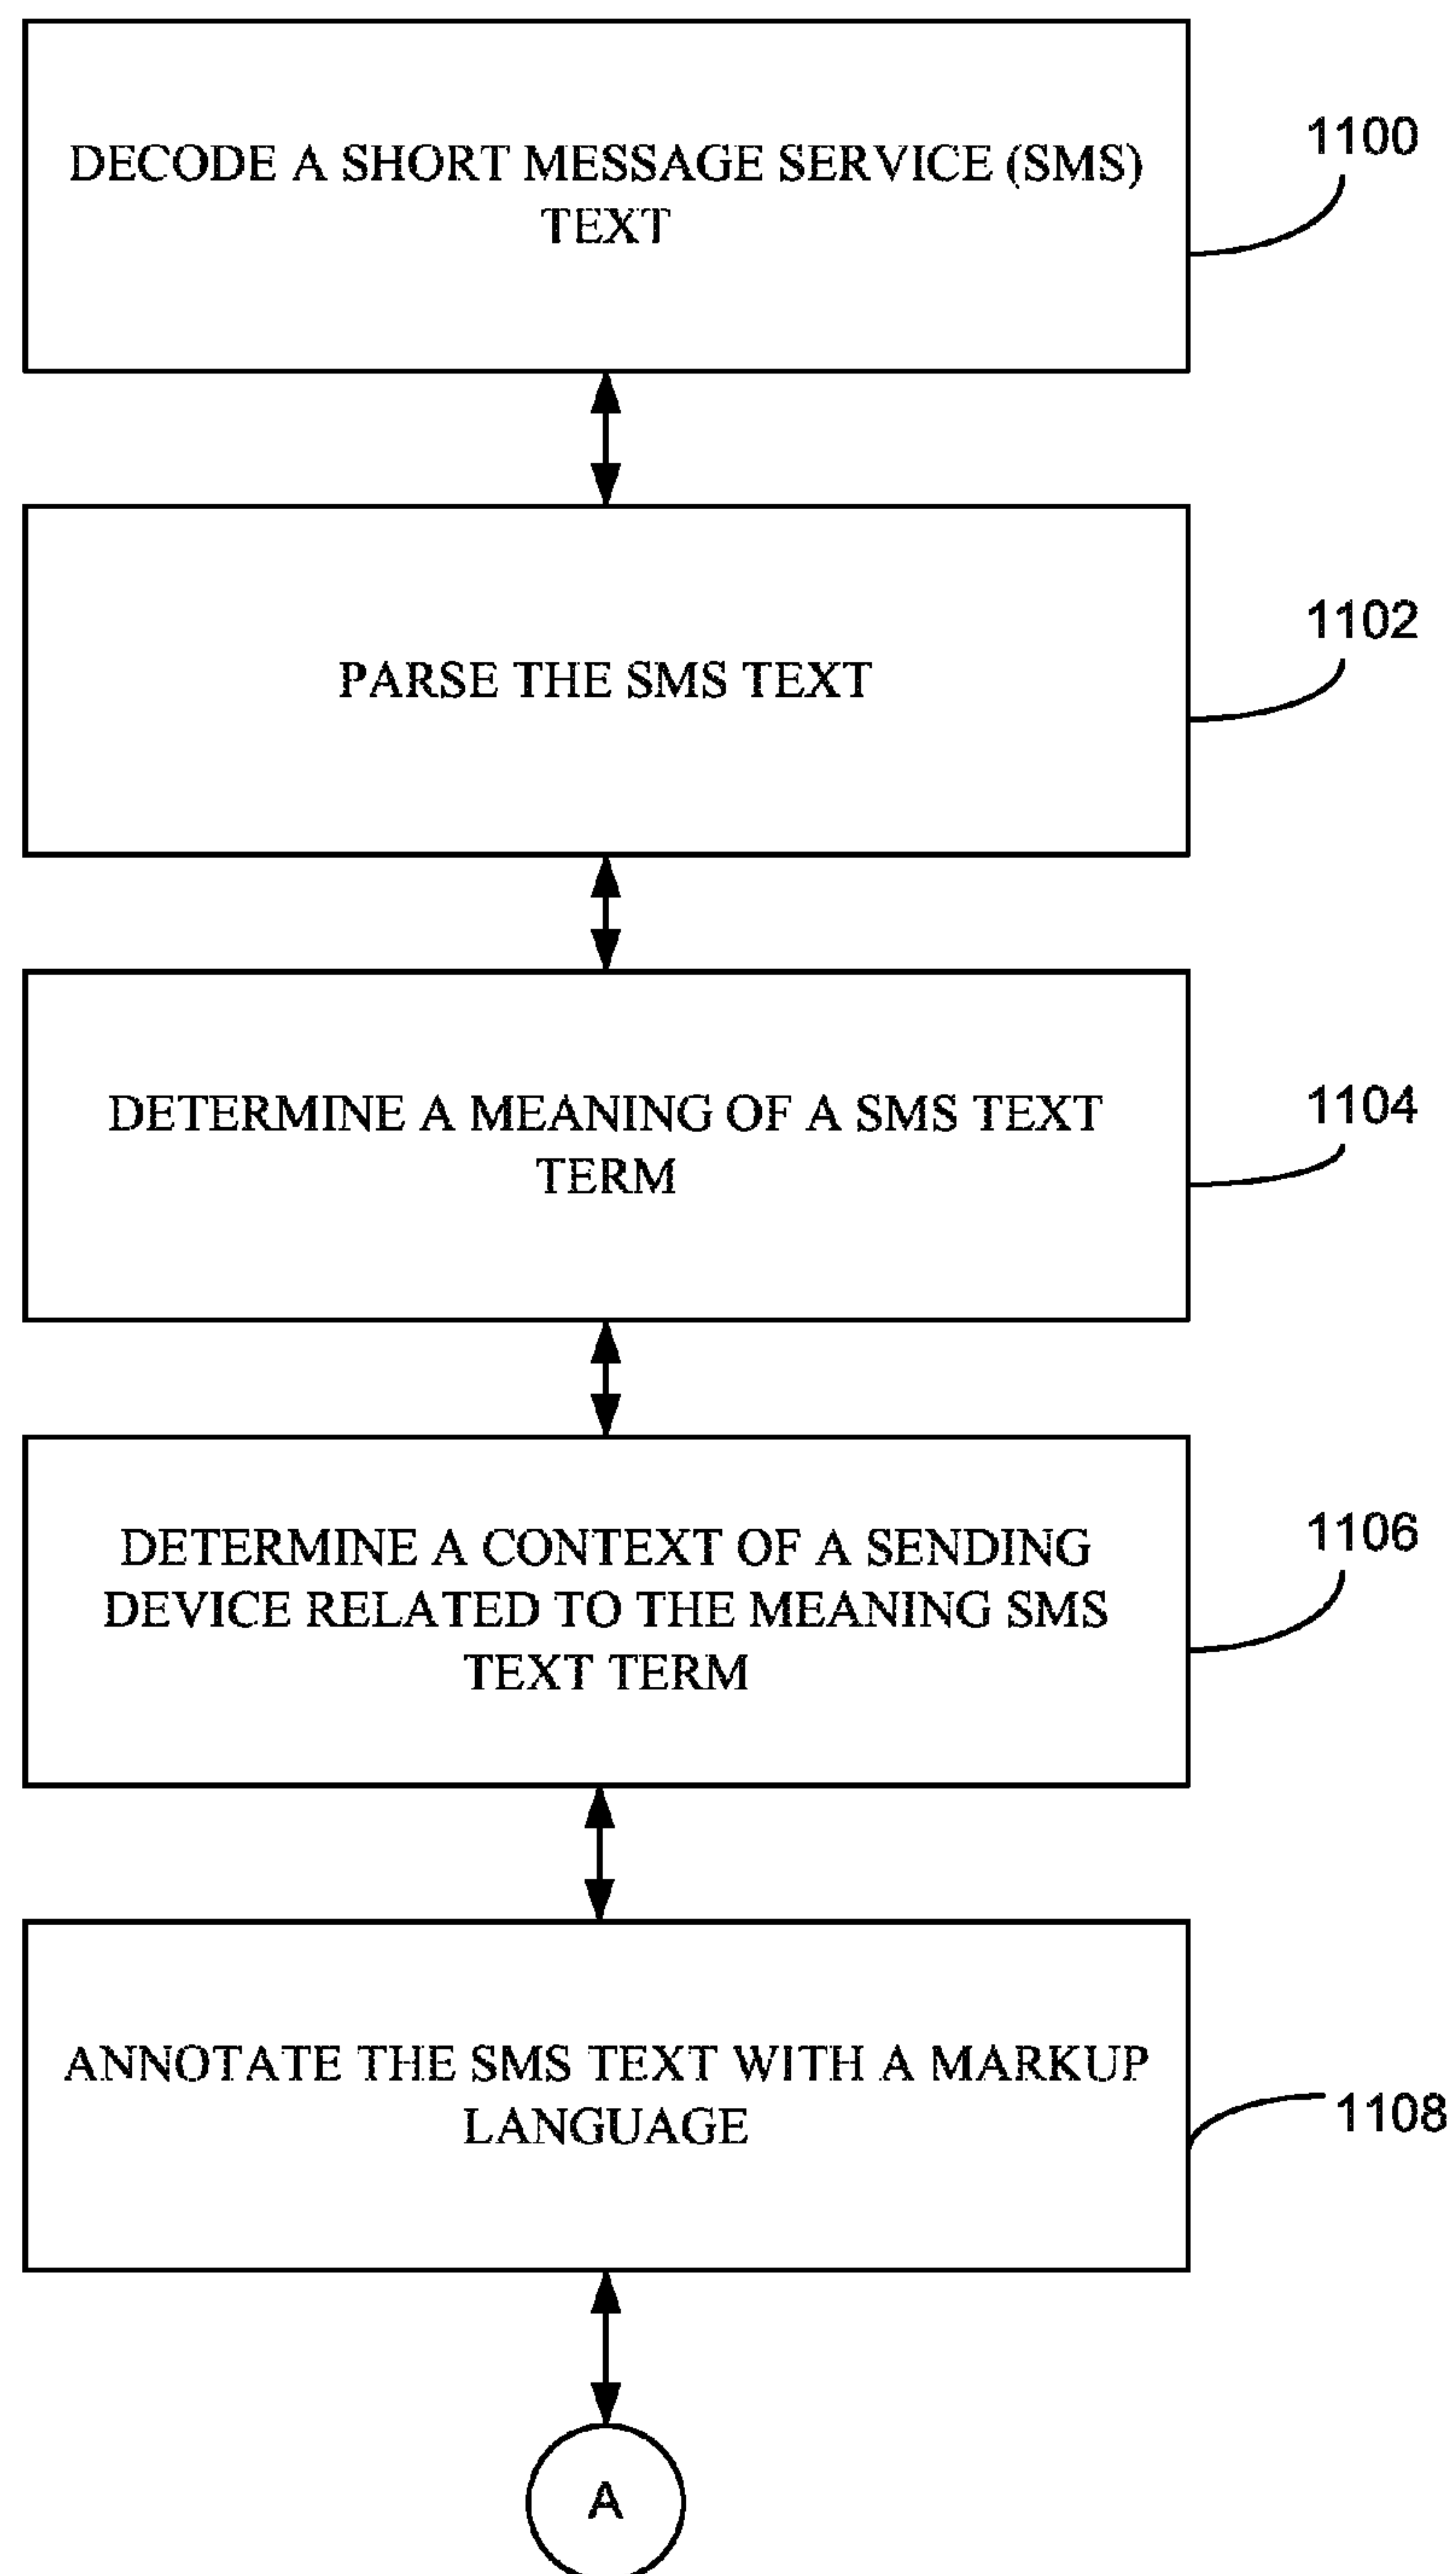 DECODE A SHORT MESSAGE SERVICE (SMS)
TEXT
1100
PARSE THE SMS TEXT
1102
DETERMINE A MEANING OF A SMS TEXT
TERM
1104
DETERMINE A CONTEXT OF A SENDING
DEVICE RELATED TO THE MEANING SMS
TEXT TERM
1106
ANNOTATE THE SMS TEXT WITH A MARKUP
LANGUAGE
1108
A